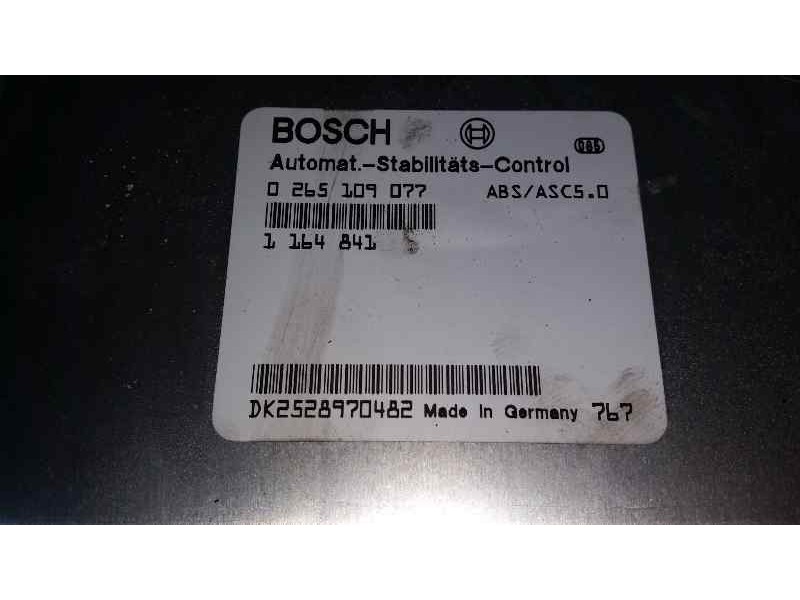 BOSCH
085
Automat.-Stabilitäts-Control
0 265 109 077 ABS/ASC5.0
1 164 841
DK2528970482 Made in Germany 767